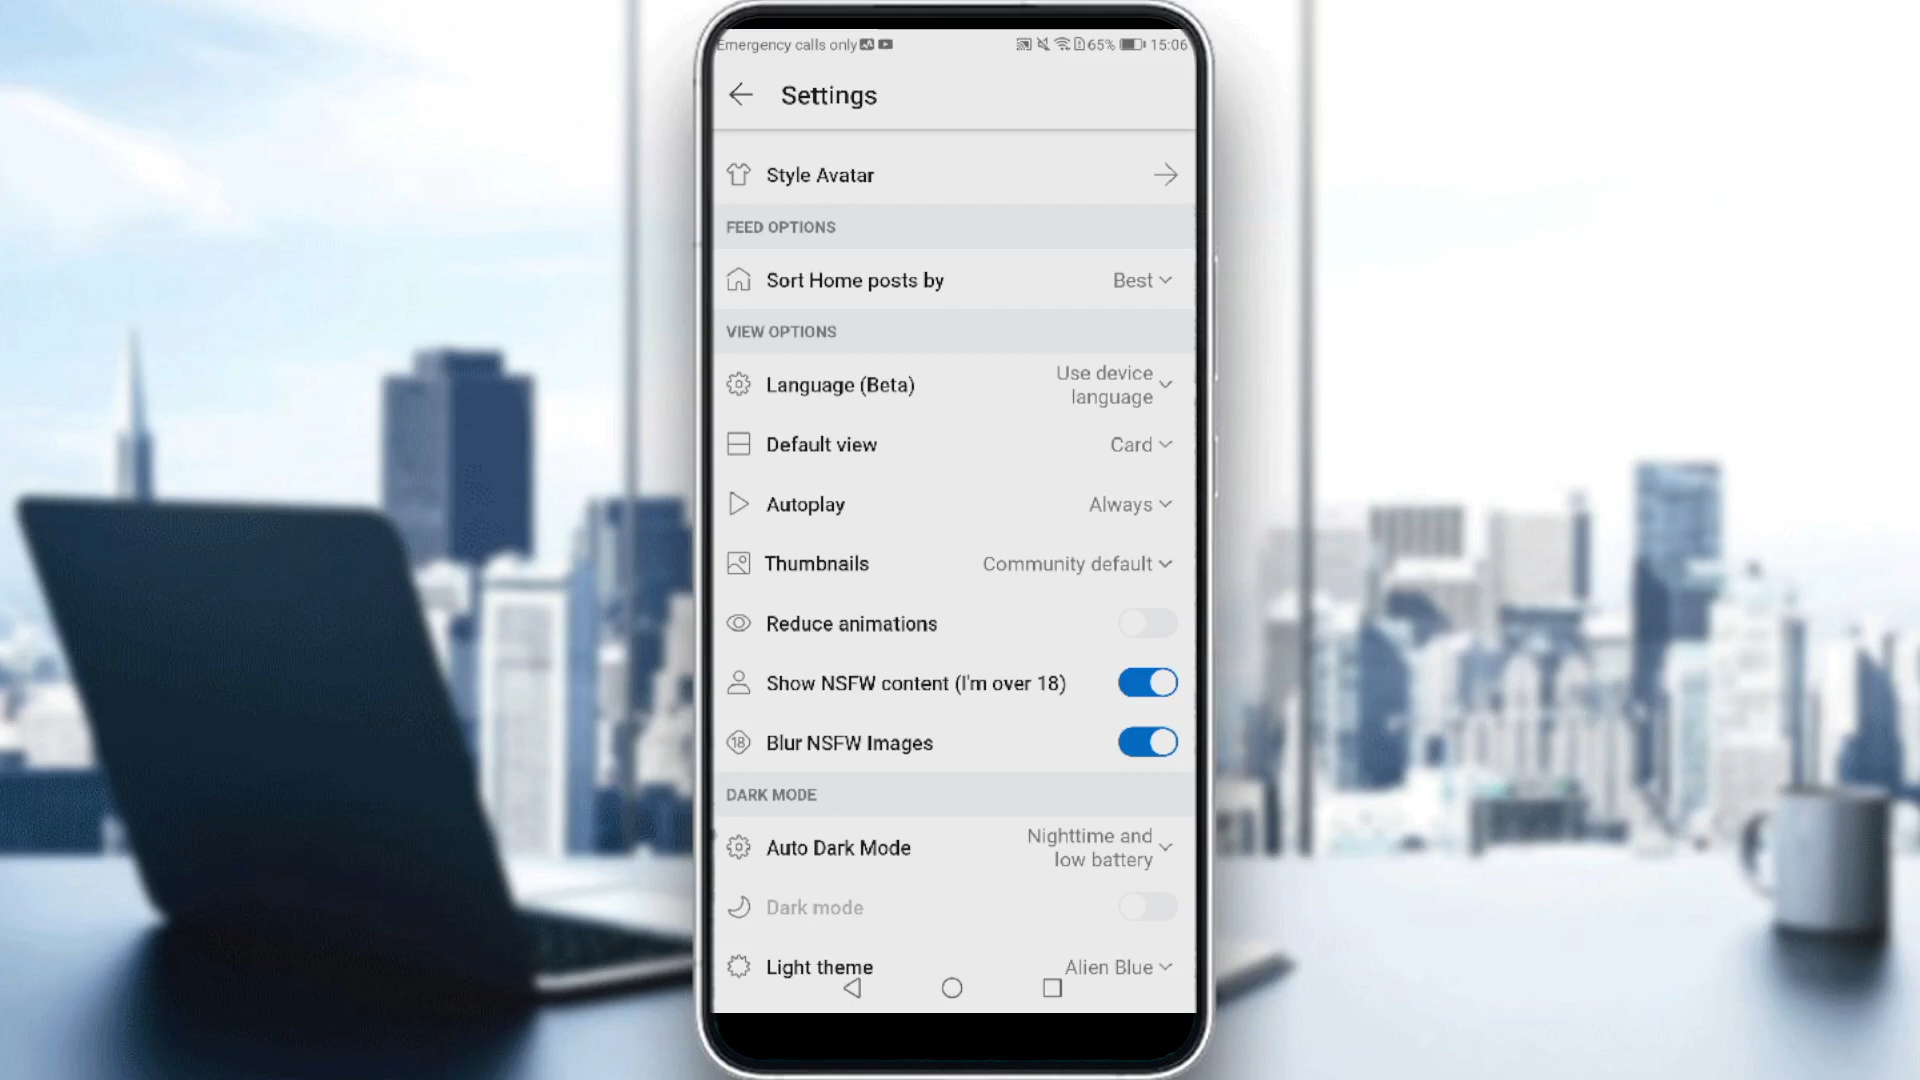 Emergency calls only 65% 15:06
Settings
Style Avatar
FEED OPTIONS
Sort Home posts by Best
VIEW OPTIONS
Language (Beta) Use device
language
Default view Card
Autoplay Always
Thumbnails Community default
Reduce animations
Show NSFW content (I'm over 18)
18 Blur NSFW Images
DARK MODE
Auto Dark Mode Nighttime and
low battery
Dark mode
Light theme Alien Blue